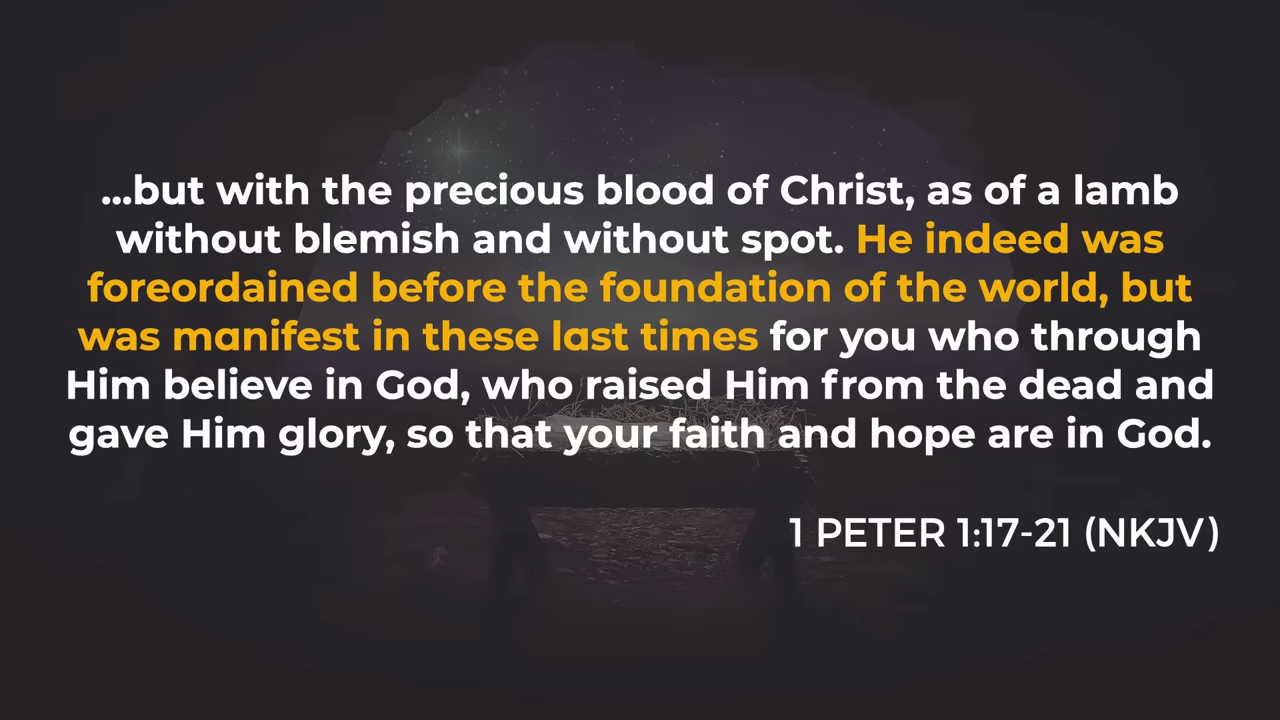 ...but with the precious blood of Christ, as of a lamb
without blemish and without spot. He indeed was
foreordained before the foundation of the world, but
was manifest in these last times for you who through
Him believe in God, who raised Him from the dead and
gave Him glory, so that your faith and hope are in God.
1 PETER 1:17-21 (NKJV)